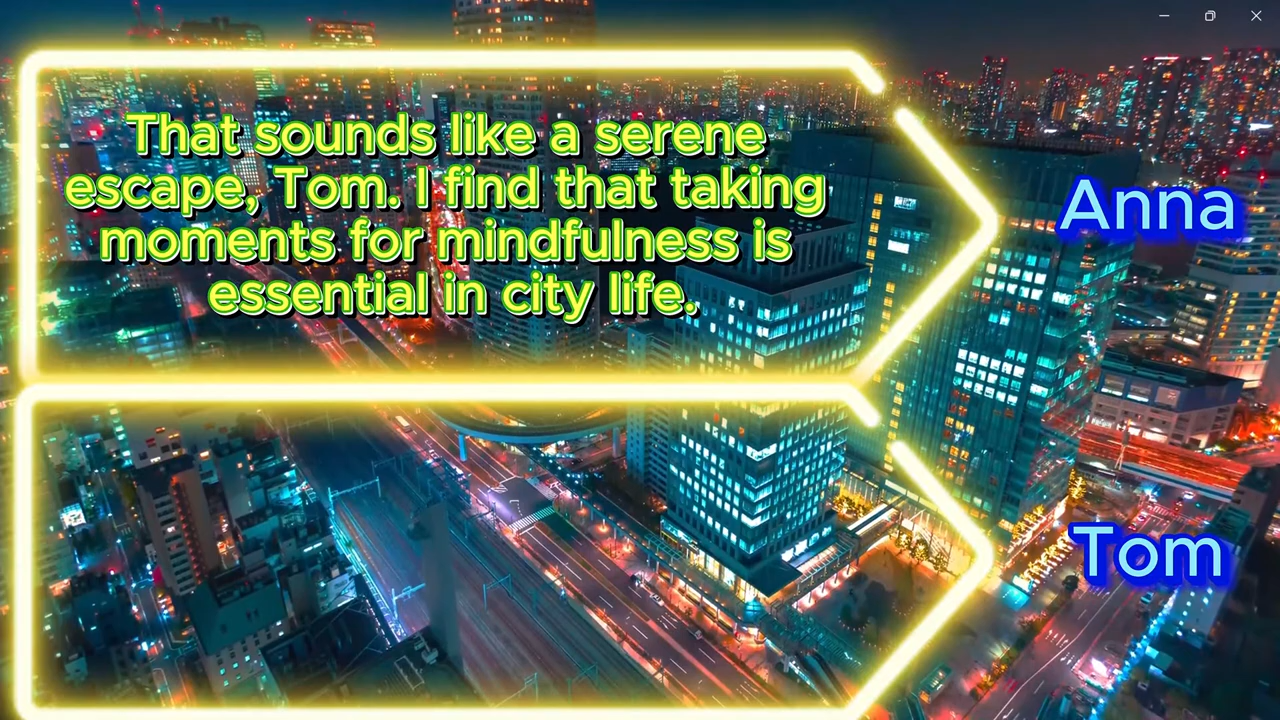 That sounds like a serene
escape, Tom. I find that taking
moments for mindfulness is
essential in city life.
Anna
Tom